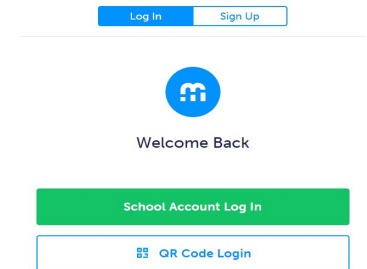 Log In Sign Up
Welcome Back
School Account Log In
QR Code Login